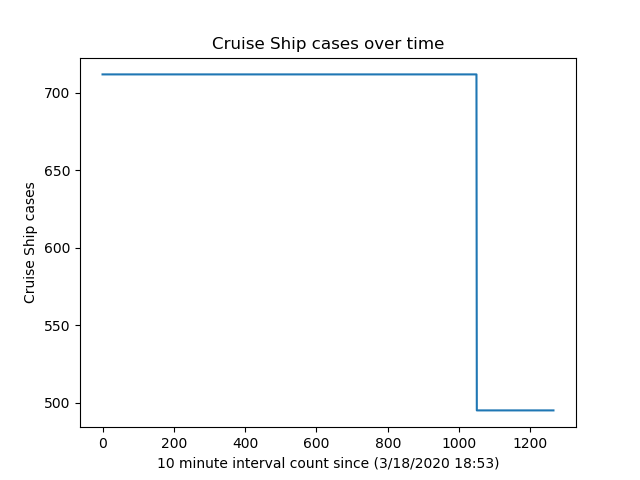 Cruise Ship cases over time
Cruise Ship cases
700
650
600
550
500
0 200 400 600 800 1000 1200
10 minute interval count since (3/18/2020 18:53)